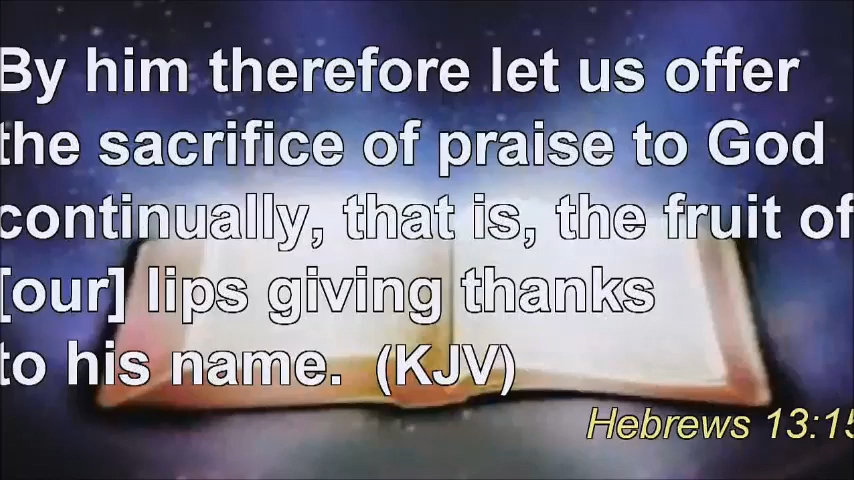 By him therefore let us offer
the sacrifice of praise to God
continually, that is, the fruit of
[our] lips giving thanks
to his name. (KJV)
Hebrews 13:15